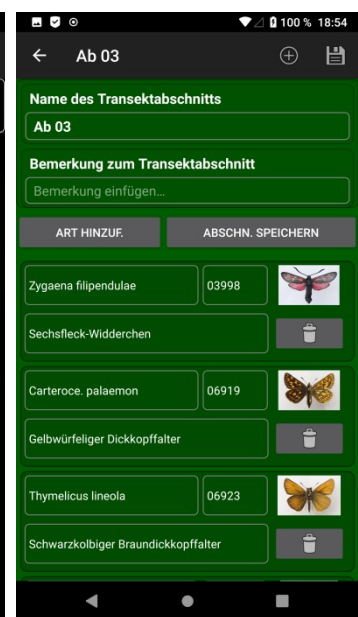 100 % 18:54
Ab 03
Name des Transektabschnitts
Ab 03
Bemerkung zum Transektabschnitt
Bemerkung einfügen...
ART HINZUF. ABSCHN. SPEICHERN
Zygaena filipendulae 03998
Sechsfleck-Widderchen
Carteroce. palaemon 06919
Gelbwürfeliger Dickkopffalter
Thymelicus lineola 06923
Schwarzkolbiger Braundickkopffalter